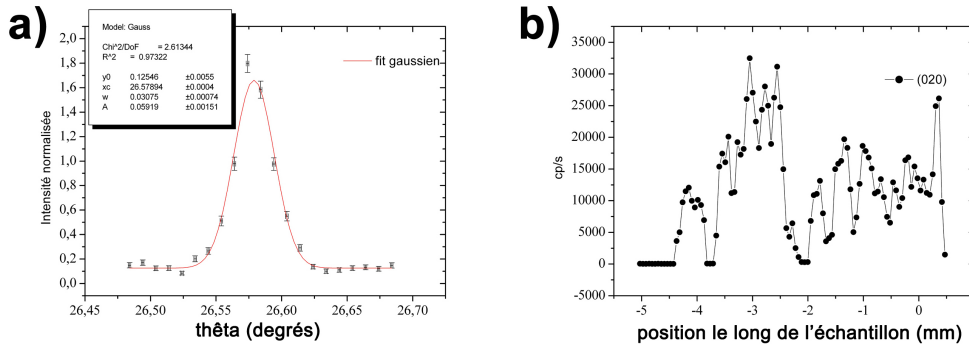 a)
Model: Gauss
Chi^2/DoF = 2.61344
R^2 = 0.97322
y0 0.12546 ±0.0055
xc 26.57894 ±0.0004
w 0.03075 ±0.00074
A 0.05919 ±0.00151
fit gaussien
Intensité normalisée
2,0
1,8
1,6
1,4
1,2
1,0
0,8
0,6
0,4
0,2
0,0
26,45 26,50 26,55 26,60 26,65 26,70
thêta (degrés)
b)
(020)
cp/s
35000
30000
25000
20000
15000
10000
5000
0
-5000
-5 -4 -3 -2 -1 0
position le long de l'échantillon (mm)